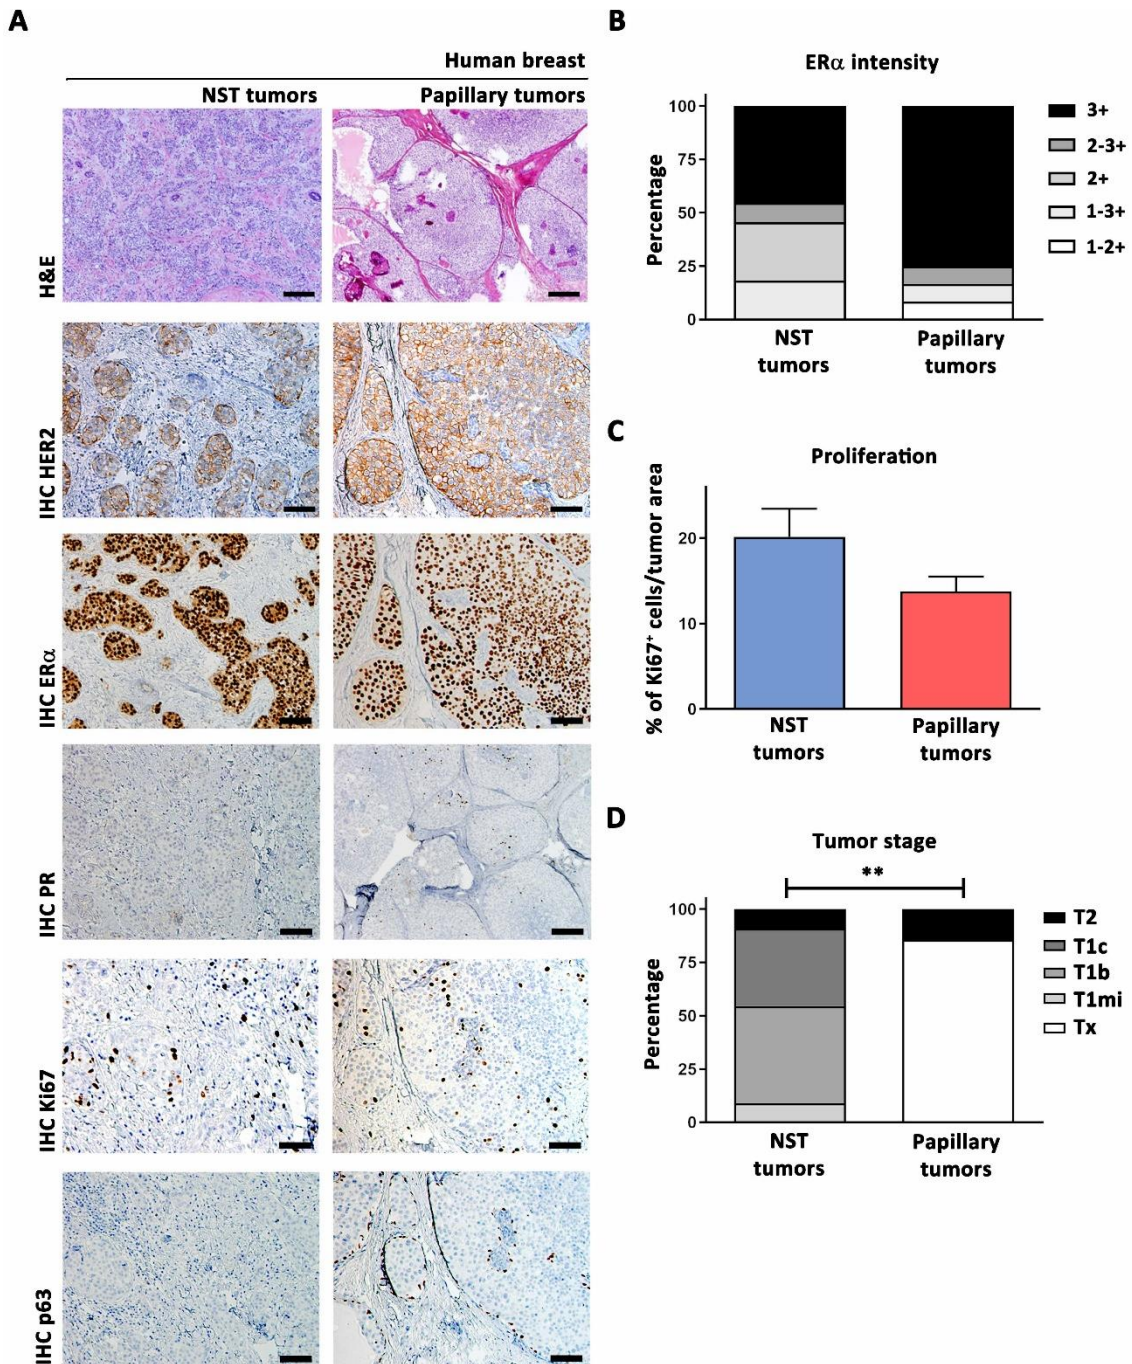 A
Human breast
NST tumors
Papillary tumors
H&E
IHC HER2
IHC ERα
IHC PR
IHC Ki67
IHC p63
B
ERα intensity
Percentage
100
75
50
25
0
NST
tumors
Papillary
tumors
3+
2-3+
2+
1-3+
1-2+
C
Proliferation
% of Ki67⁺ cells/tumor area
20
10
0
NST
tumors
Papillary
tumors
D
Tumor stage
**
Percentage
100
75
50
25
0
NST
tumors
Papillary
tumors
T2
T1c
T1b
T1mi
Tx